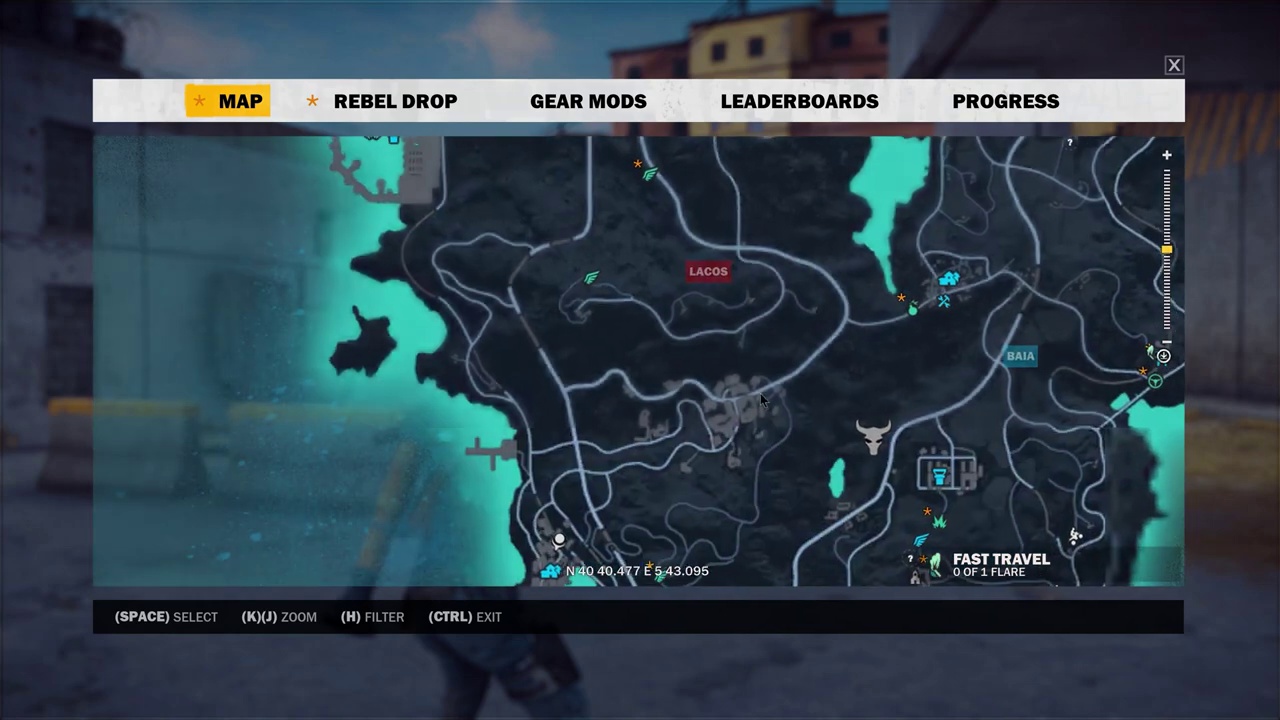 X
MAP REBEL DROP GEAR MODS LEADERBOARDS PROGRESS
?
+
LACOS
BAIA
?
FAST TRAVEL
0 OF 1 FLARE
N 40 40.477 E 5 43.095
(SPACE) SELECT (K)(J) ZOOM (H) FILTER (CTRL) EXIT